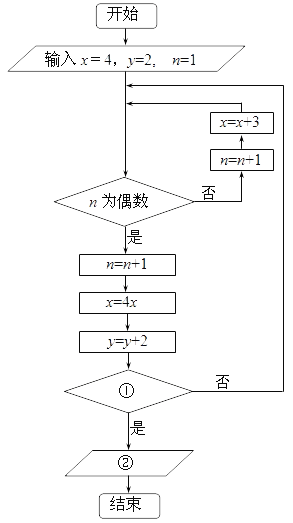 开始
输入 x = 4，y=2， n=1
x=x+3
n=n+1
n 为偶数
否
是
n=n+1
x=4x
y=y+2
①
否
是
②
结束